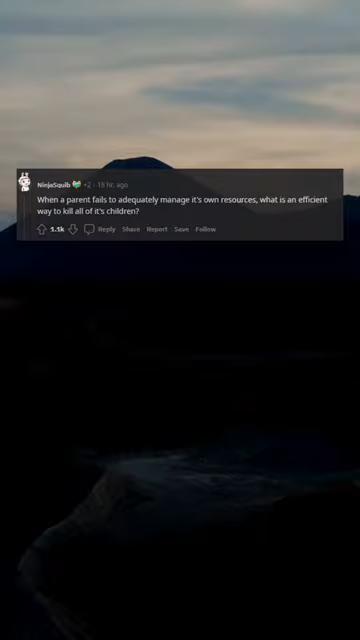 NinjaSquib +2 · 18 hr. ago
When a parent fails to adequately manage it's own resources, what is an efficient
way to kill all of it's children?
1.1k Reply Share Report Save Follow